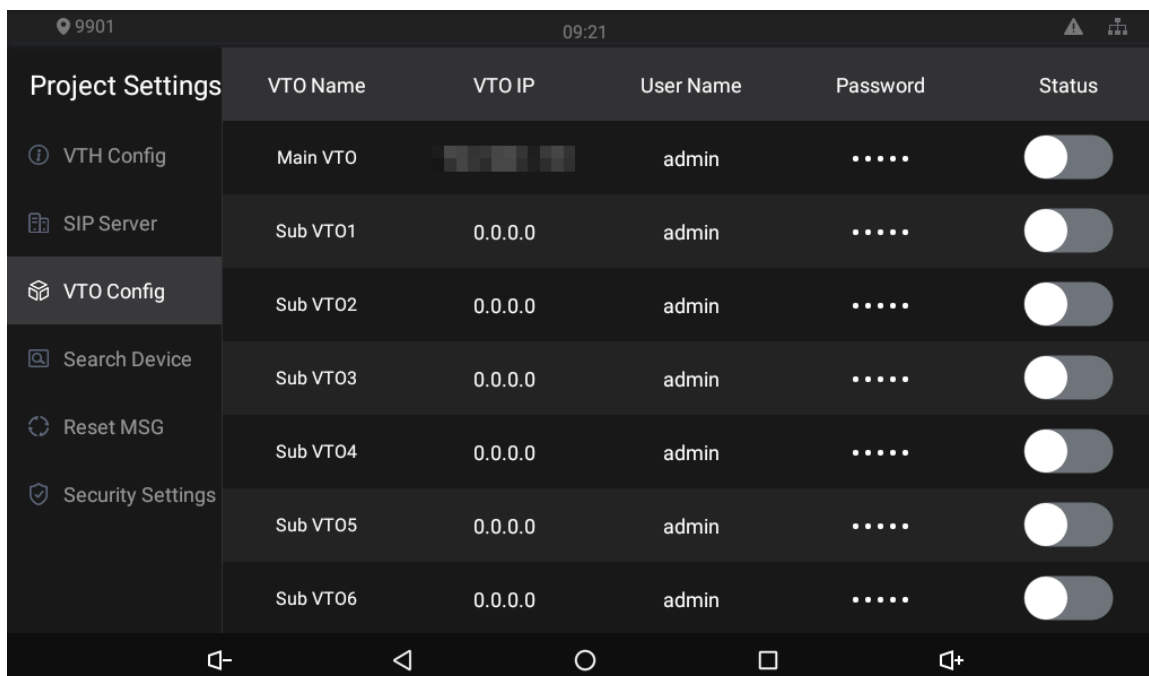 9901 09:21
Project Settings VTO Name VTO IP User Name Password Status
VTH Config Main VTO admin •••••
SIP Server Sub VTO1 0.0.0.0 admin •••••
VTO Config Sub VTO2 0.0.0.0 admin •••••
Search Device Sub VTO3 0.0.0.0 admin •••••
Reset MSG Sub VTO4 0.0.0.0 admin •••••
Security Settings Sub VTO5 0.0.0.0 admin •••••
Sub VTO6 0.0.0.0 admin •••••